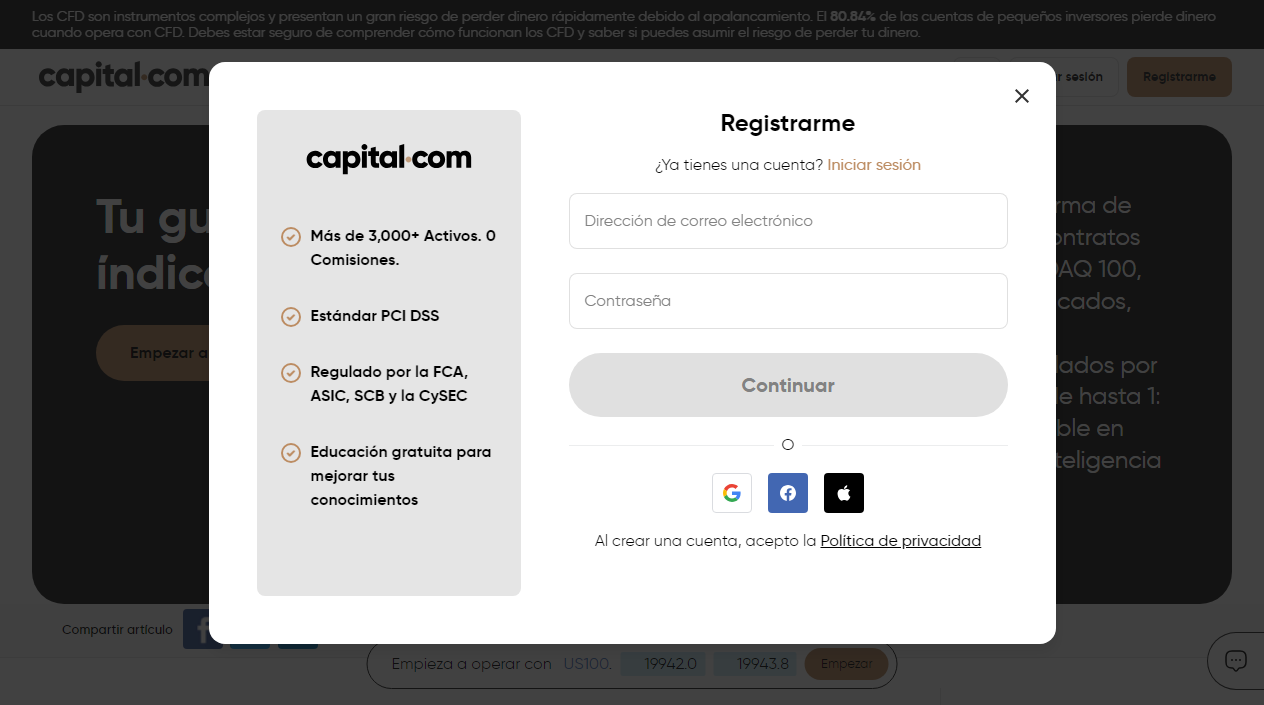 Los CFD son instrumentos complejos y presentan un gran riesgo de perder dinero rápidamente debido al apalancamiento. El 80.84% de las cuentas de pequeños inversores pierde dinero
cuando opera con CFD. Debes estar seguro de comprender cómo funcionan los CFD y saber si puedes asumir el riesgo de perder tu dinero.
capital.com
sesión
Registrarme
Tu gu
índic
Empezar a
rma de
ontratos
AQ 100,
cados,
lados por
le hasta 1:
ble en
teligencia
capital.com
Más de 3,000+ Activos. 0
Comisiones.
Estándar PCI DSS
Regulado por la FCA,
ASIC, SCB y la CySEC
Educación gratuita para
mejorar tus
conocimientos
Registrarme
¿Ya tienes una cuenta? Iniciar sesión
Dirección de correo electrónico
Contraseña
Continuar
O
Al crear una cuenta, acepto la Política de privacidad
Compartir artículo
Empieza a operar con US100. 19942.0 19943.8 Empezar